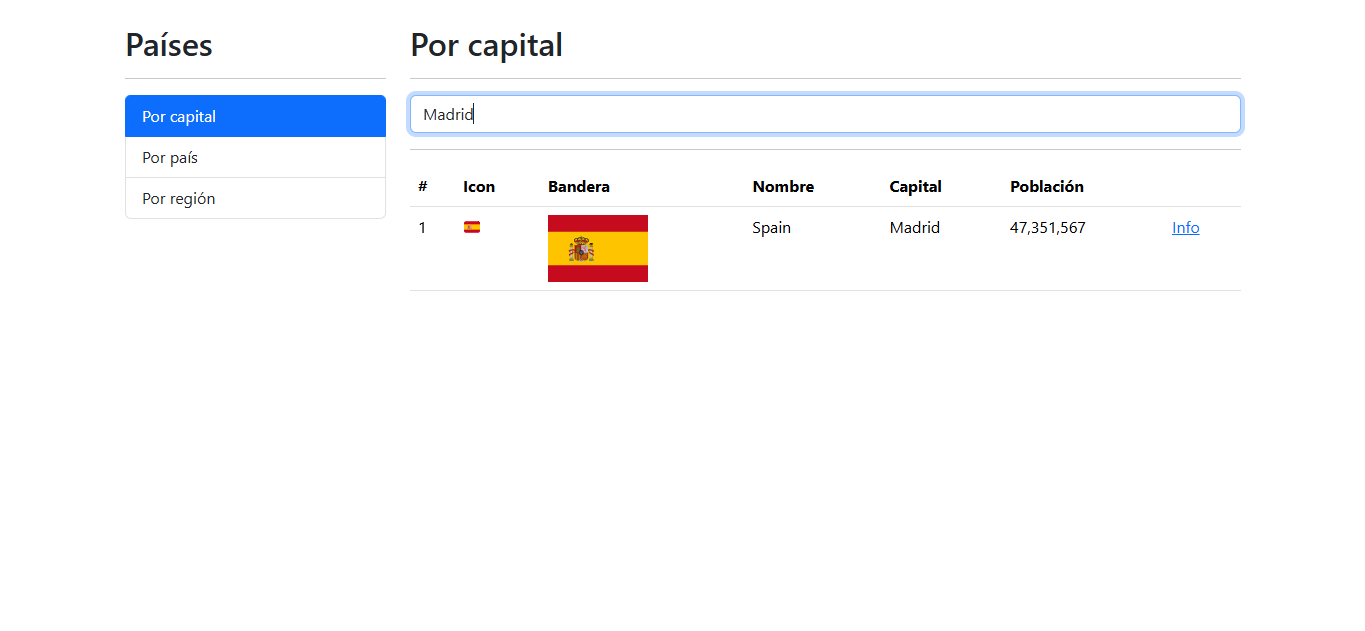 Países
Por capital
Por país
Por región
Por capital
Madrid
# Icon Bandera Nombre Capital Población
1 Spain Madrid 47,351,567 Info